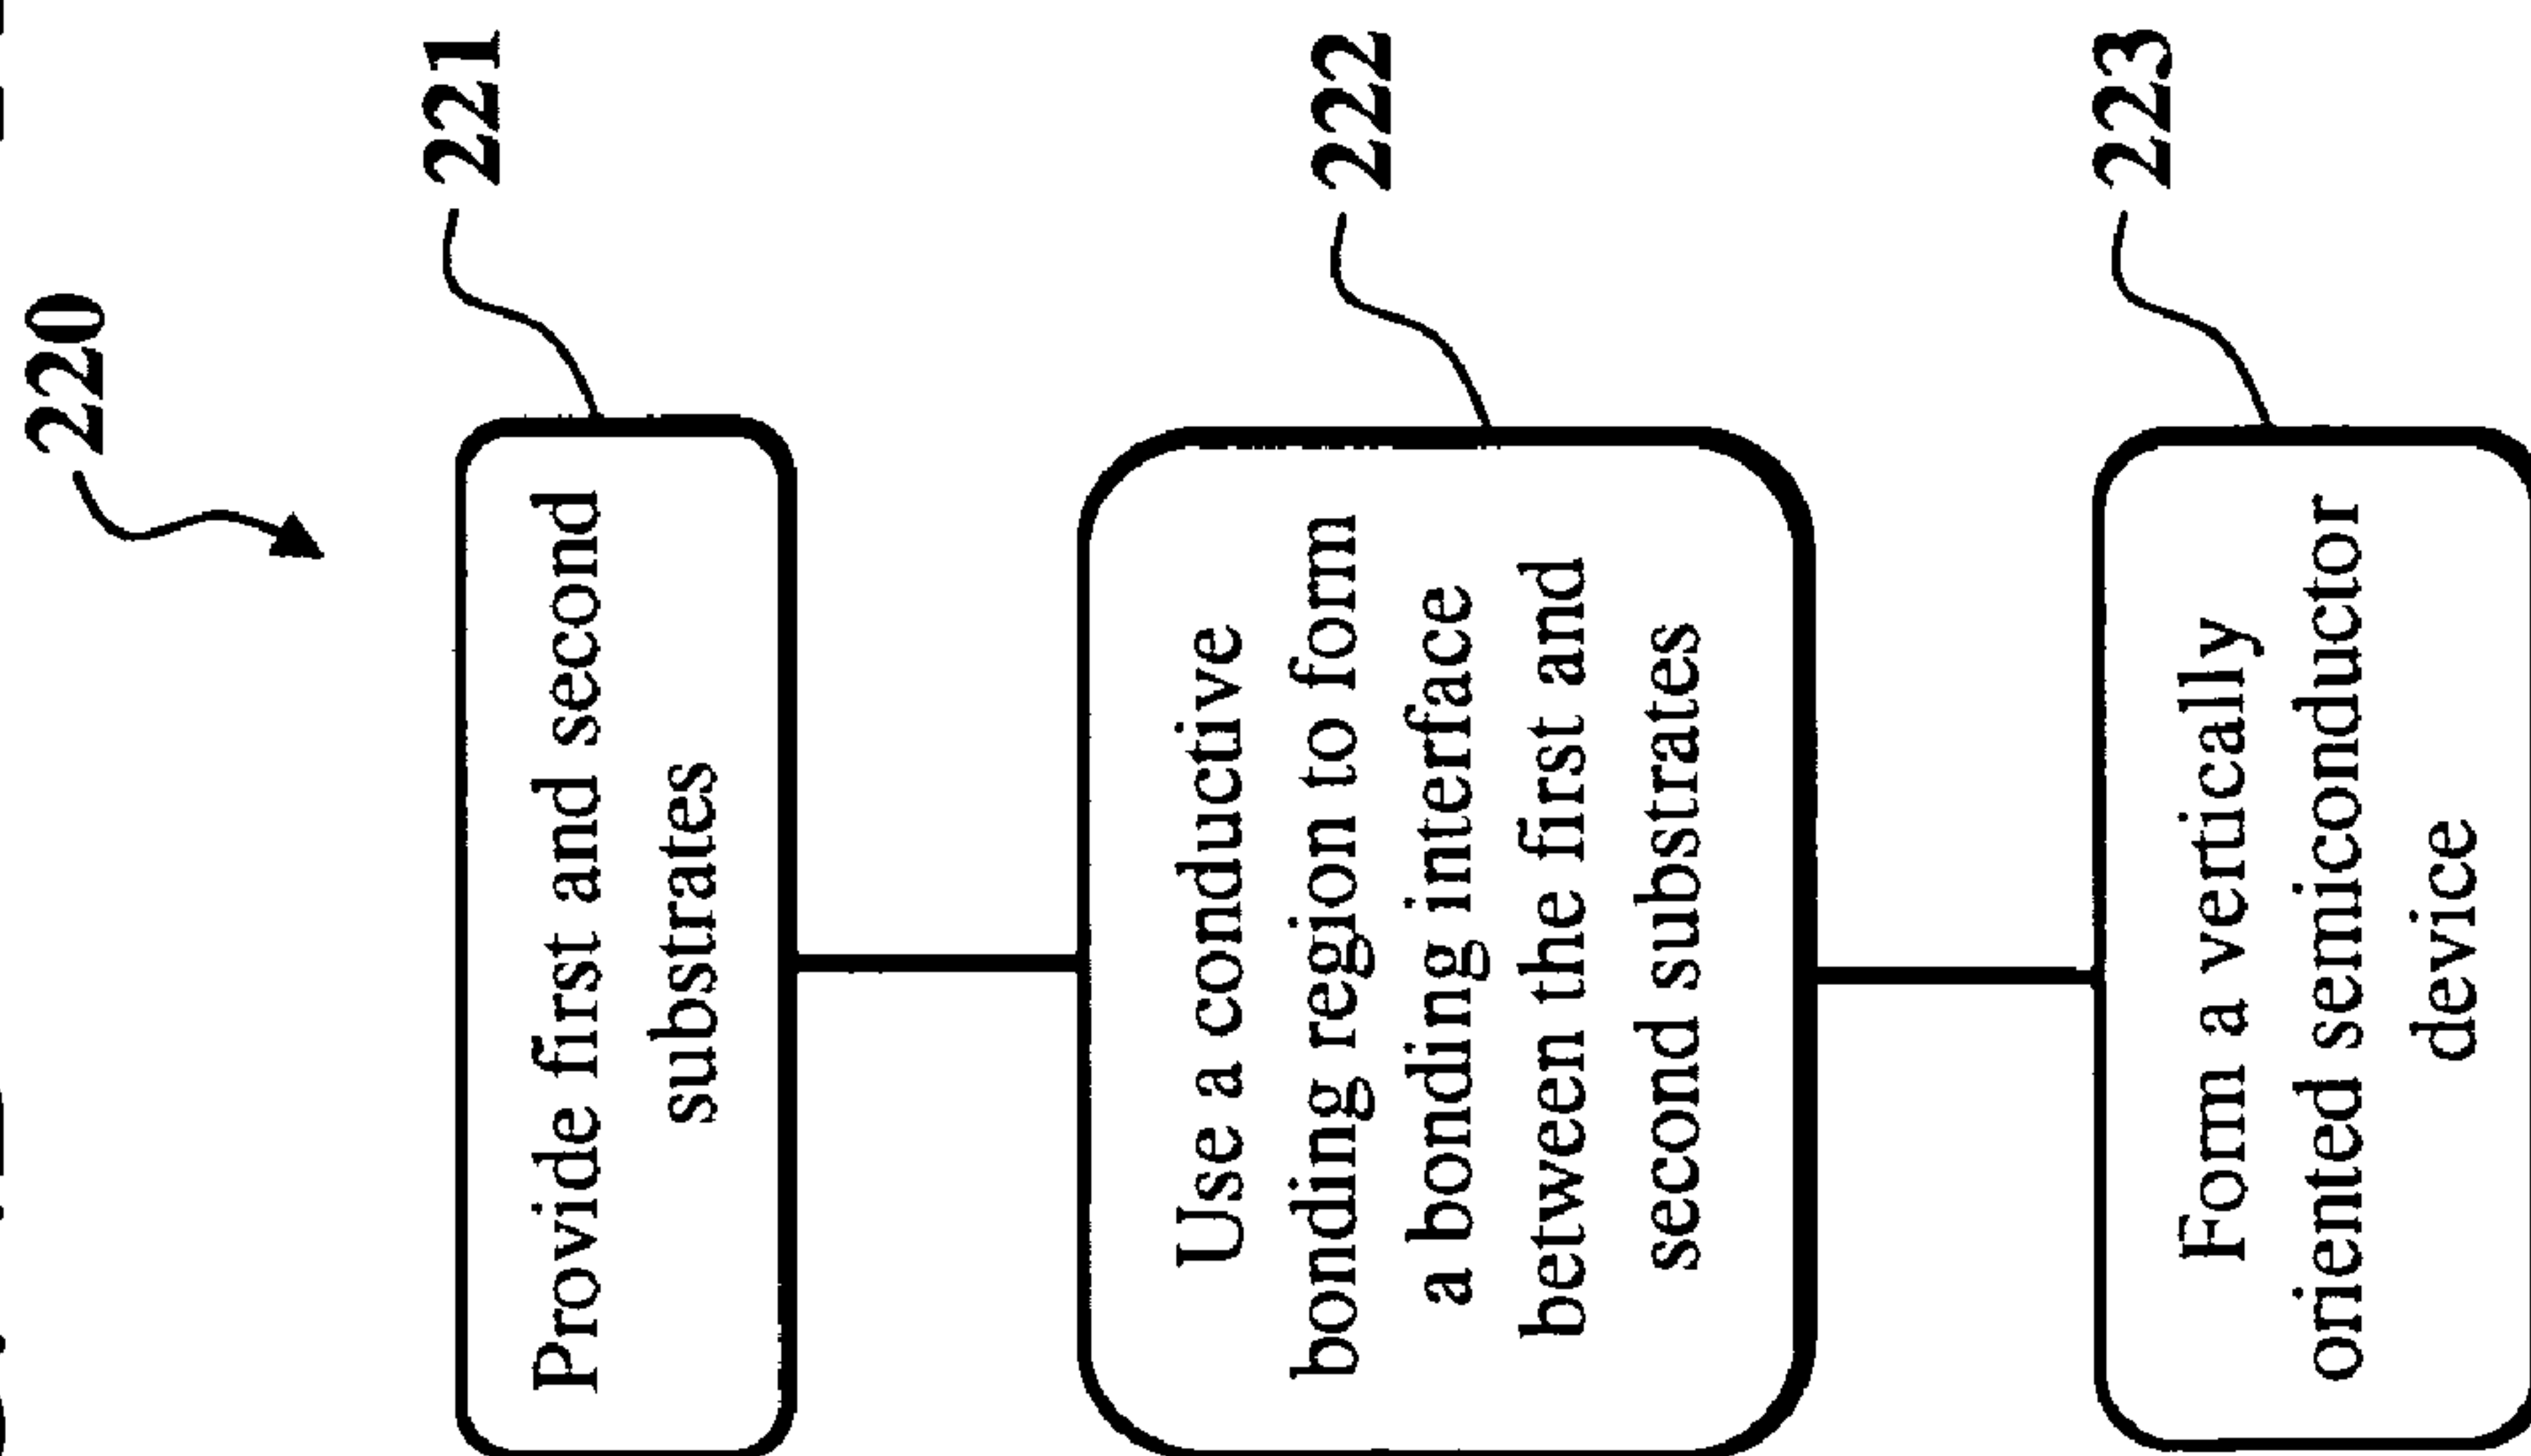 220
221
Provide first and second
substrates
222
Use a conductive
bonding region to form
a bonding interface
between the first and
second substrates
223
Form a vertically
oriented semiconductor
device